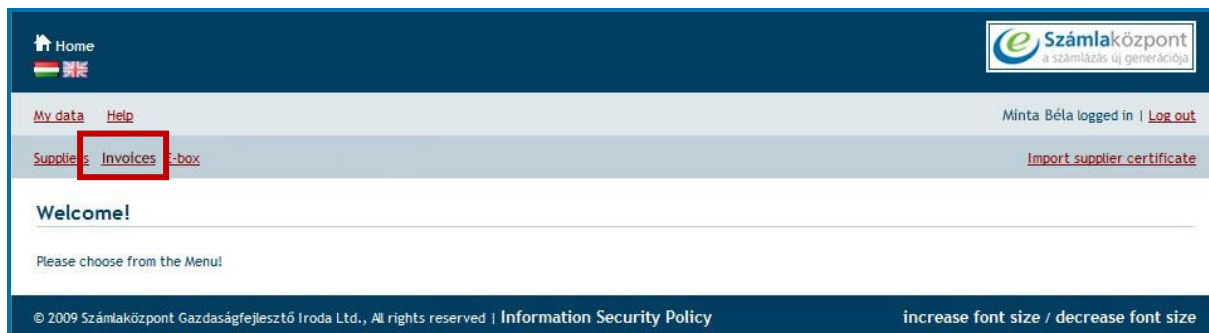 Home
Számlaközpont
a számlázás új generációja
My data Help
Minta Béla logged in | Log out
Suppliers Invoices E-box
Import supplier certificate
Welcome!
Please choose from the Menu!
© 2009 Számlaközpont Gazdaságfejlesztő Iroda Ltd., All rights reserved | Information Security Policy
increase font size / decrease font size